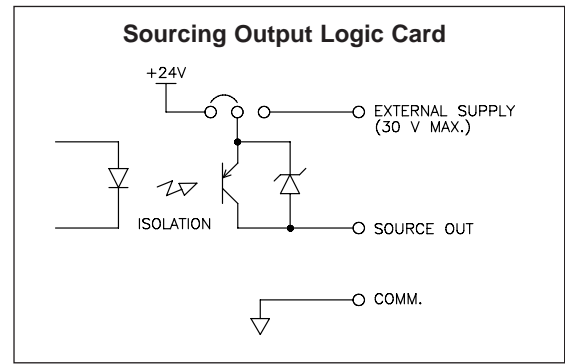 Sourcing Output Logic Card
+24V
EXTERNAL SUPPLY
(30 V MAX.)
ISOLATION
SOURCE OUT
COMM.